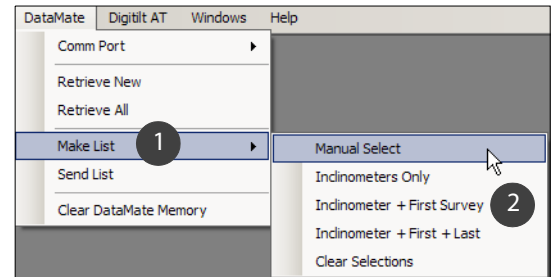 DataMate Digitilt AT Windows Help
Comm Port
Retrieve New
Retrieve All
Make List 1
Manual Select
Send List
Inclinometers Only
Inclinometer + First Survey 2
Clear DataMate Memory
Inclinometer + First + Last
Clear Selections